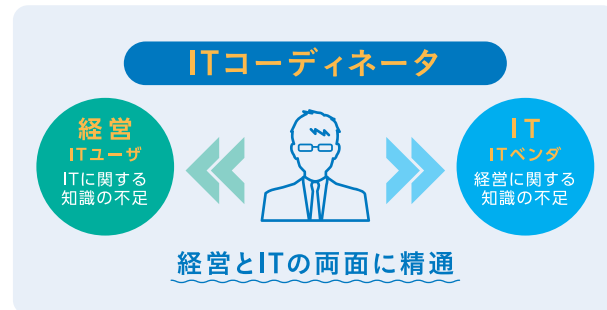 ITコーディネータ
経営
ITユーザ
ITに関する
知識の不足
IT
ITベンダ
経営に関する
知識の不足
経営とITの両面に精通